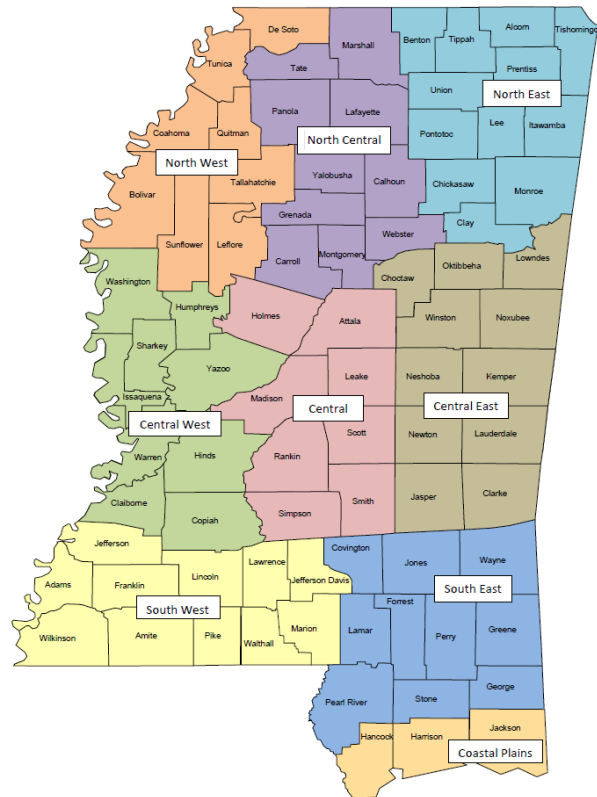 De Soto
Tunica
Marshall
Benton
Tippah
Alcorn
Tishomingo
Tate
Prentiss
Panola
Lafayette
Union
North East
Coahoma
Quitman
North Central
Pontotoc
Lee
Itawamba
North West
Yalobusha
Calhoun
Tallahatchie
Chickasaw
Monroe
Bolivar
Grenada
Clay
Sunflower
Leflore
Carroll
Montgomery
Webster
Oktibbeha
Lowndes
Washington
Choctaw
Humphreys
Holmes
Attala
Winston
Noxubee
Sharkey
Yazoo
Leake
Neshoba
Kemper
Issaquena
Madison
Central
Central East
Central West
Scott
Newton
Lauderdale
Warren
Hinds
Rankin
Claiborne
Copiah
Simpson
Smith
Jasper
Clarke
Jefferson
Covington
Jones
Wayne
Lawrence
Adams
Franklin
Lincoln
Jefferson Davis
South East
South West
Forrest
Wilkinson
Amite
Pike
Walthall
Marion
Lamar
Perry
Greene
Pearl River
Stone
George
Hancock
Harrison
Jackson
Coastal Plains